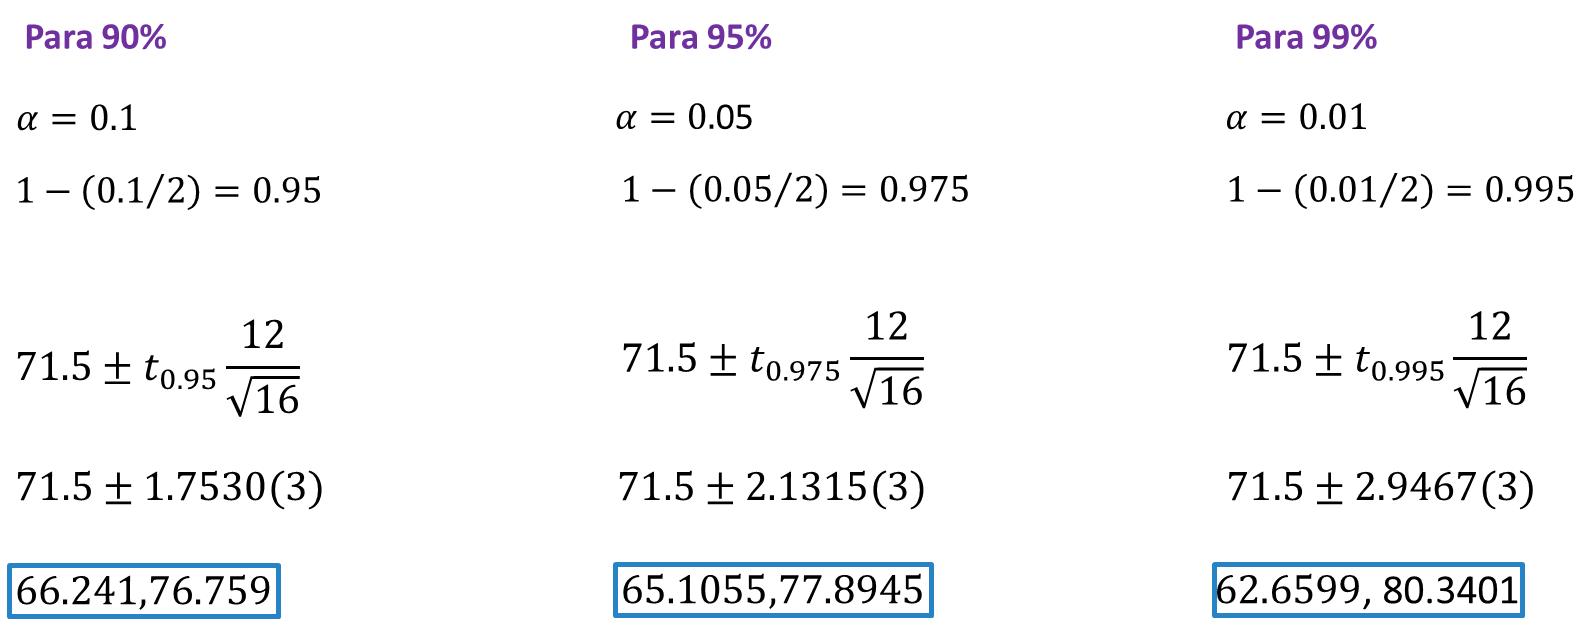 Para 90%
α = 0.1
1 − (0.1/2) = 0.95
71.5 ± t₀.₉₅ 12/√16
71.5 ± 1.7530(3)
66.241,76.759
Para 95%
α = 0.05
1 − (0.05/2) = 0.975
71.5 ± t₀.₉₇₅ 12/√16
71.5 ± 2.1315(3)
65.1055,77.8945
Para 99%
α = 0.01
1 − (0.01/2) = 0.995
71.5 ± t₀.₉₉₅ 12/√16
71.5 ± 2.9467(3)
62.6599, 80.3401